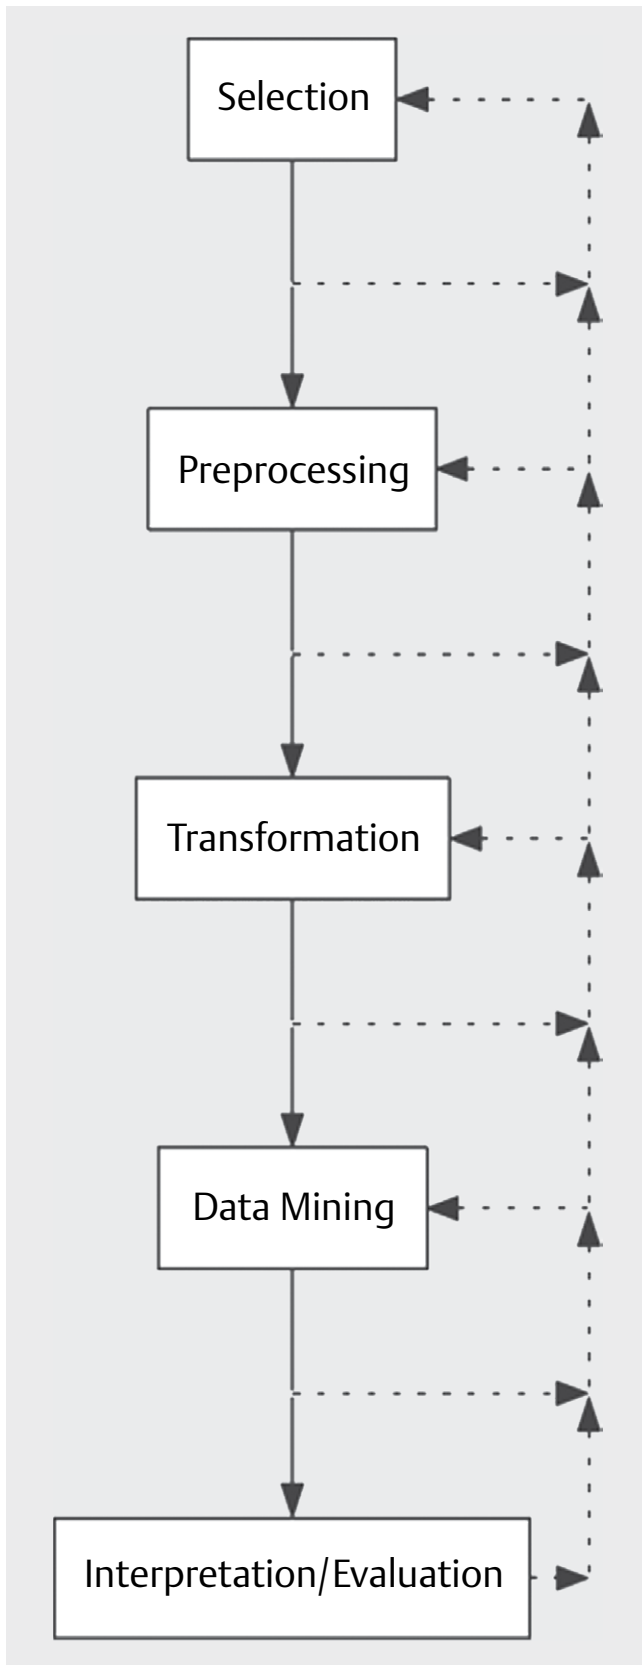 Selection
Preprocessing
Transformation
Data Mining
Interpretation/Evaluation